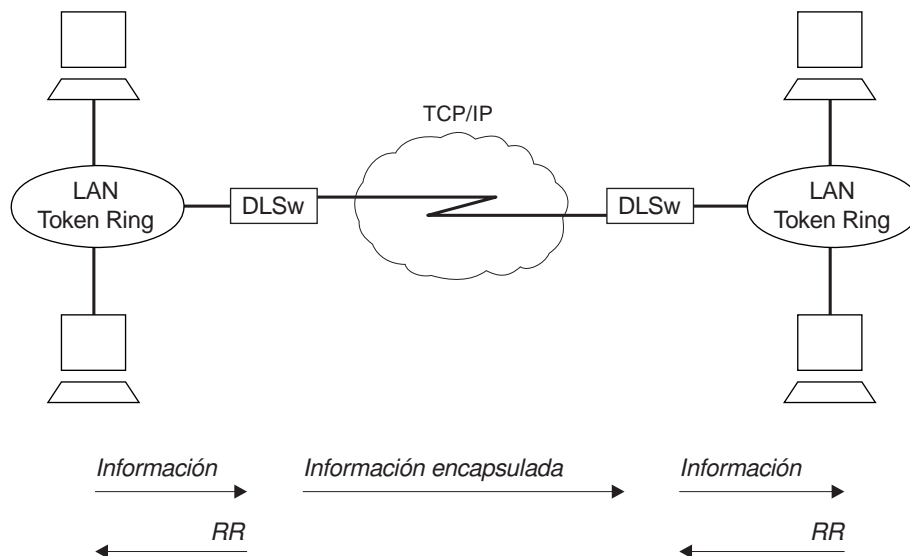 TCP/IP
LAN
Token Ring
DLSw
DLSw
LAN
Token Ring
Información
Información encapsulada
Información
RR
RR